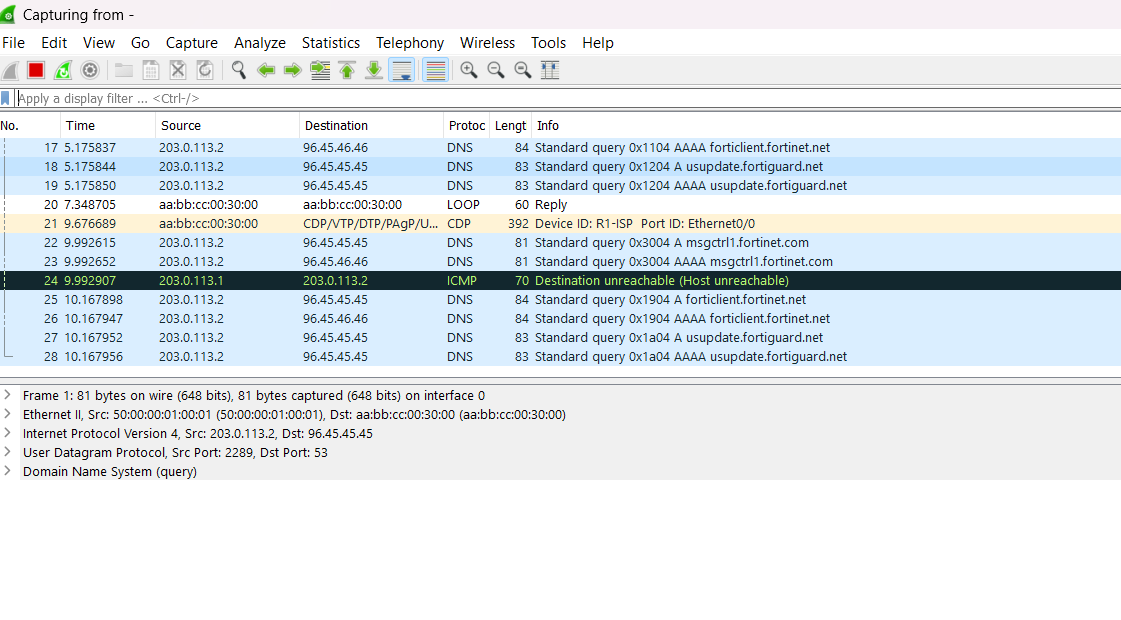 Capturing from -
File Edit View Go Capture Analyze Statistics Telephony Wireless Tools Help
Apply a display filter ... <Ctrl-/>
No. Time Source Destination Protoc Lengt Info
17 5.175837 203.0.113.2 96.45.46.46 DNS 84 Standard query 0x1104 AAAA forticlient.fortinet.net
18 5.175844 203.0.113.2 96.45.45.45 DNS 83 Standard query 0x1204 A usupdate.fortiguard.net
19 5.175850 203.0.113.2 96.45.45.45 DNS 83 Standard query 0x1204 AAAA usupdate.fortiguard.net
20 7.348705 aa:bb:cc:00:30:00 aa:bb:cc:00:30:00 LOOP 60 Reply
21 9.676689 aa:bb:cc:00:30:00 CDP/VTP/DTP/PAgP/U... CDP 392 Device ID: R1-ISP Port ID: Ethernet0/0
22 9.992615 203.0.113.2 96.45.45.45 DNS 81 Standard query 0x3004 A msgctrl1.fortinet.com
23 9.992652 203.0.113.2 96.45.45.45 DNS 81 Standard query 0x3004 AAAA msgctrl1.fortinet.com
24 9.992907 203.0.113.1 203.0.113.2 ICMP 70 Destination unreachable (Host unreachable)
25 10.167898 203.0.113.2 96.45.45.45 DNS 84 Standard query 0x1904 A forticlient.fortinet.net
26 10.167947 203.0.113.2 96.45.46.46 DNS 84 Standard query 0x1904 AAAA forticlient.fortinet.net
27 10.167952 203.0.113.2 96.45.45.45 DNS 83 Standard query 0x1a04 A usupdate.fortiguard.net
28 10.167956 203.0.113.2 96.45.45.45 DNS 83 Standard query 0x1a04 AAAA usupdate.fortiguard.net
Frame 1: 81 bytes on wire (648 bits), 81 bytes captured (648 bits) on interface 0
Ethernet II, Src: 50:00:00:01:00:01 (50:00:00:01:00:01), Dst: aa:bb:cc:00:30:00 (aa:bb:cc:00:30:00)
Internet Protocol Version 4, Src: 203.0.113.2, Dst: 96.45.45.45
User Datagram Protocol, Src Port: 2289, Dst Port: 53
Domain Name System (query)